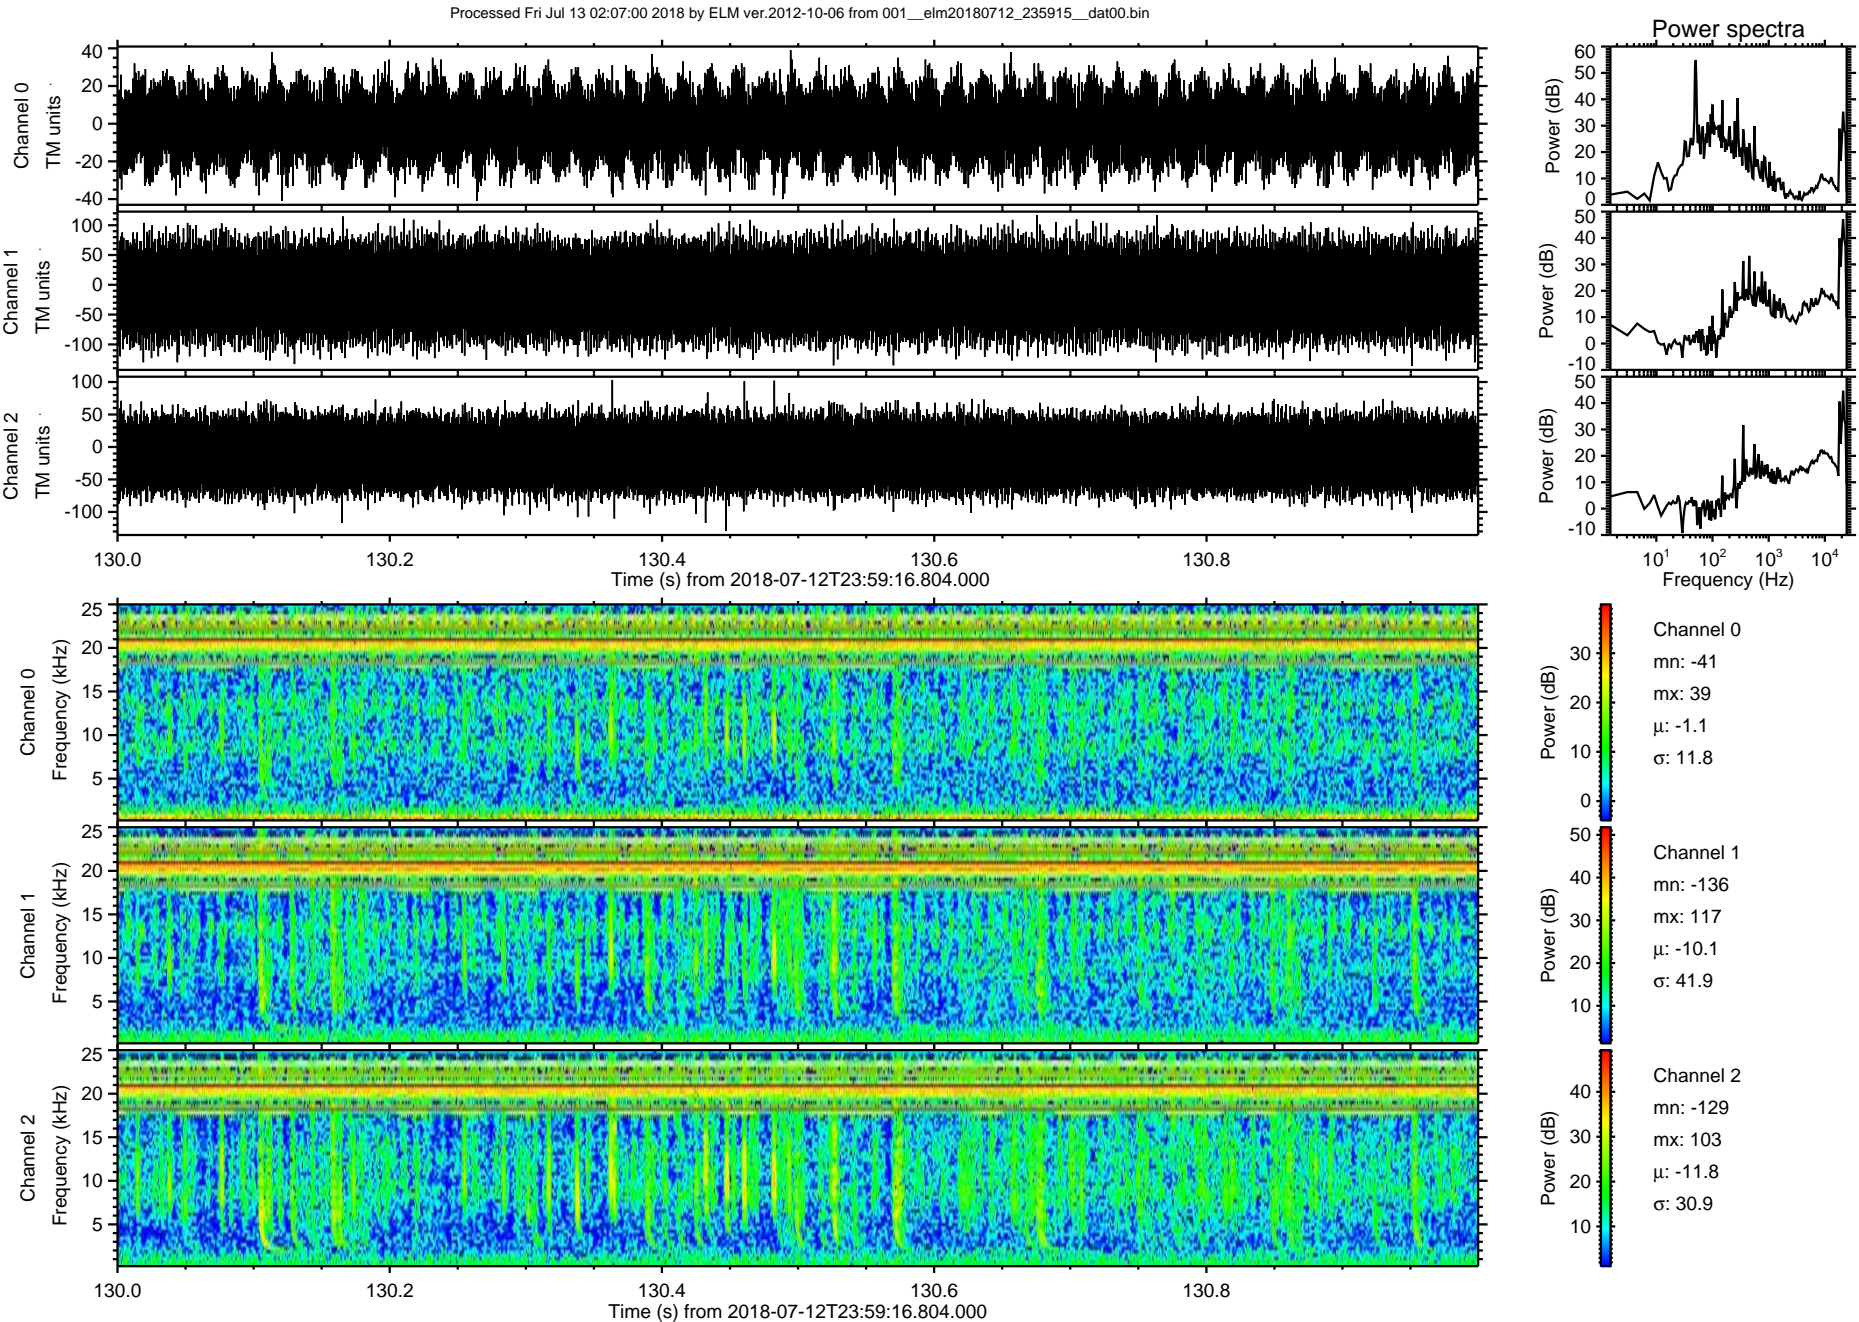 Processed Fri Jul 13 02:07:00 2018 by ELM ver.2012-10-06 from 001__elm20180712_235915__dat00.bin
Power spectra
Channel 0
TM units
40
20
0
-20
-40
Power (dB)
60
50
40
30
20
10
0
Channel 1
TM units
100
50
0
-50
-100
Power (dB)
50
40
30
20
10
0
-10
Channel 2
TM units
100
50
0
-50
-100
Power (dB)
50
40
30
20
10
0
-10
130.0 130.2 130.4 130.6 130.8
Time (s) from 2018-07-12T23:59:16.804.000
10^1 10^2 10^3 10^4
Frequency (Hz)
Channel 0
Frequency (kHz)
25
20
15
10
5
Power (dB)
30
20
10
0
Channel 0
mn: -41
mx: 39
μ: -1.1
σ: 11.8
Channel 1
Frequency (kHz)
25
20
15
10
5
Power (dB)
50
40
30
20
10
Channel 1
mn: -136
mx: 117
μ: -10.1
σ: 41.9
Channel 2
Frequency (kHz)
25
20
15
10
5
Power (dB)
40
30
20
10
Channel 2
mn: -129
mx: 103
μ: -11.8
σ: 30.9
130.0 130.2 130.4 130.6 130.8
Time (s) from 2018-07-12T23:59:16.804.000